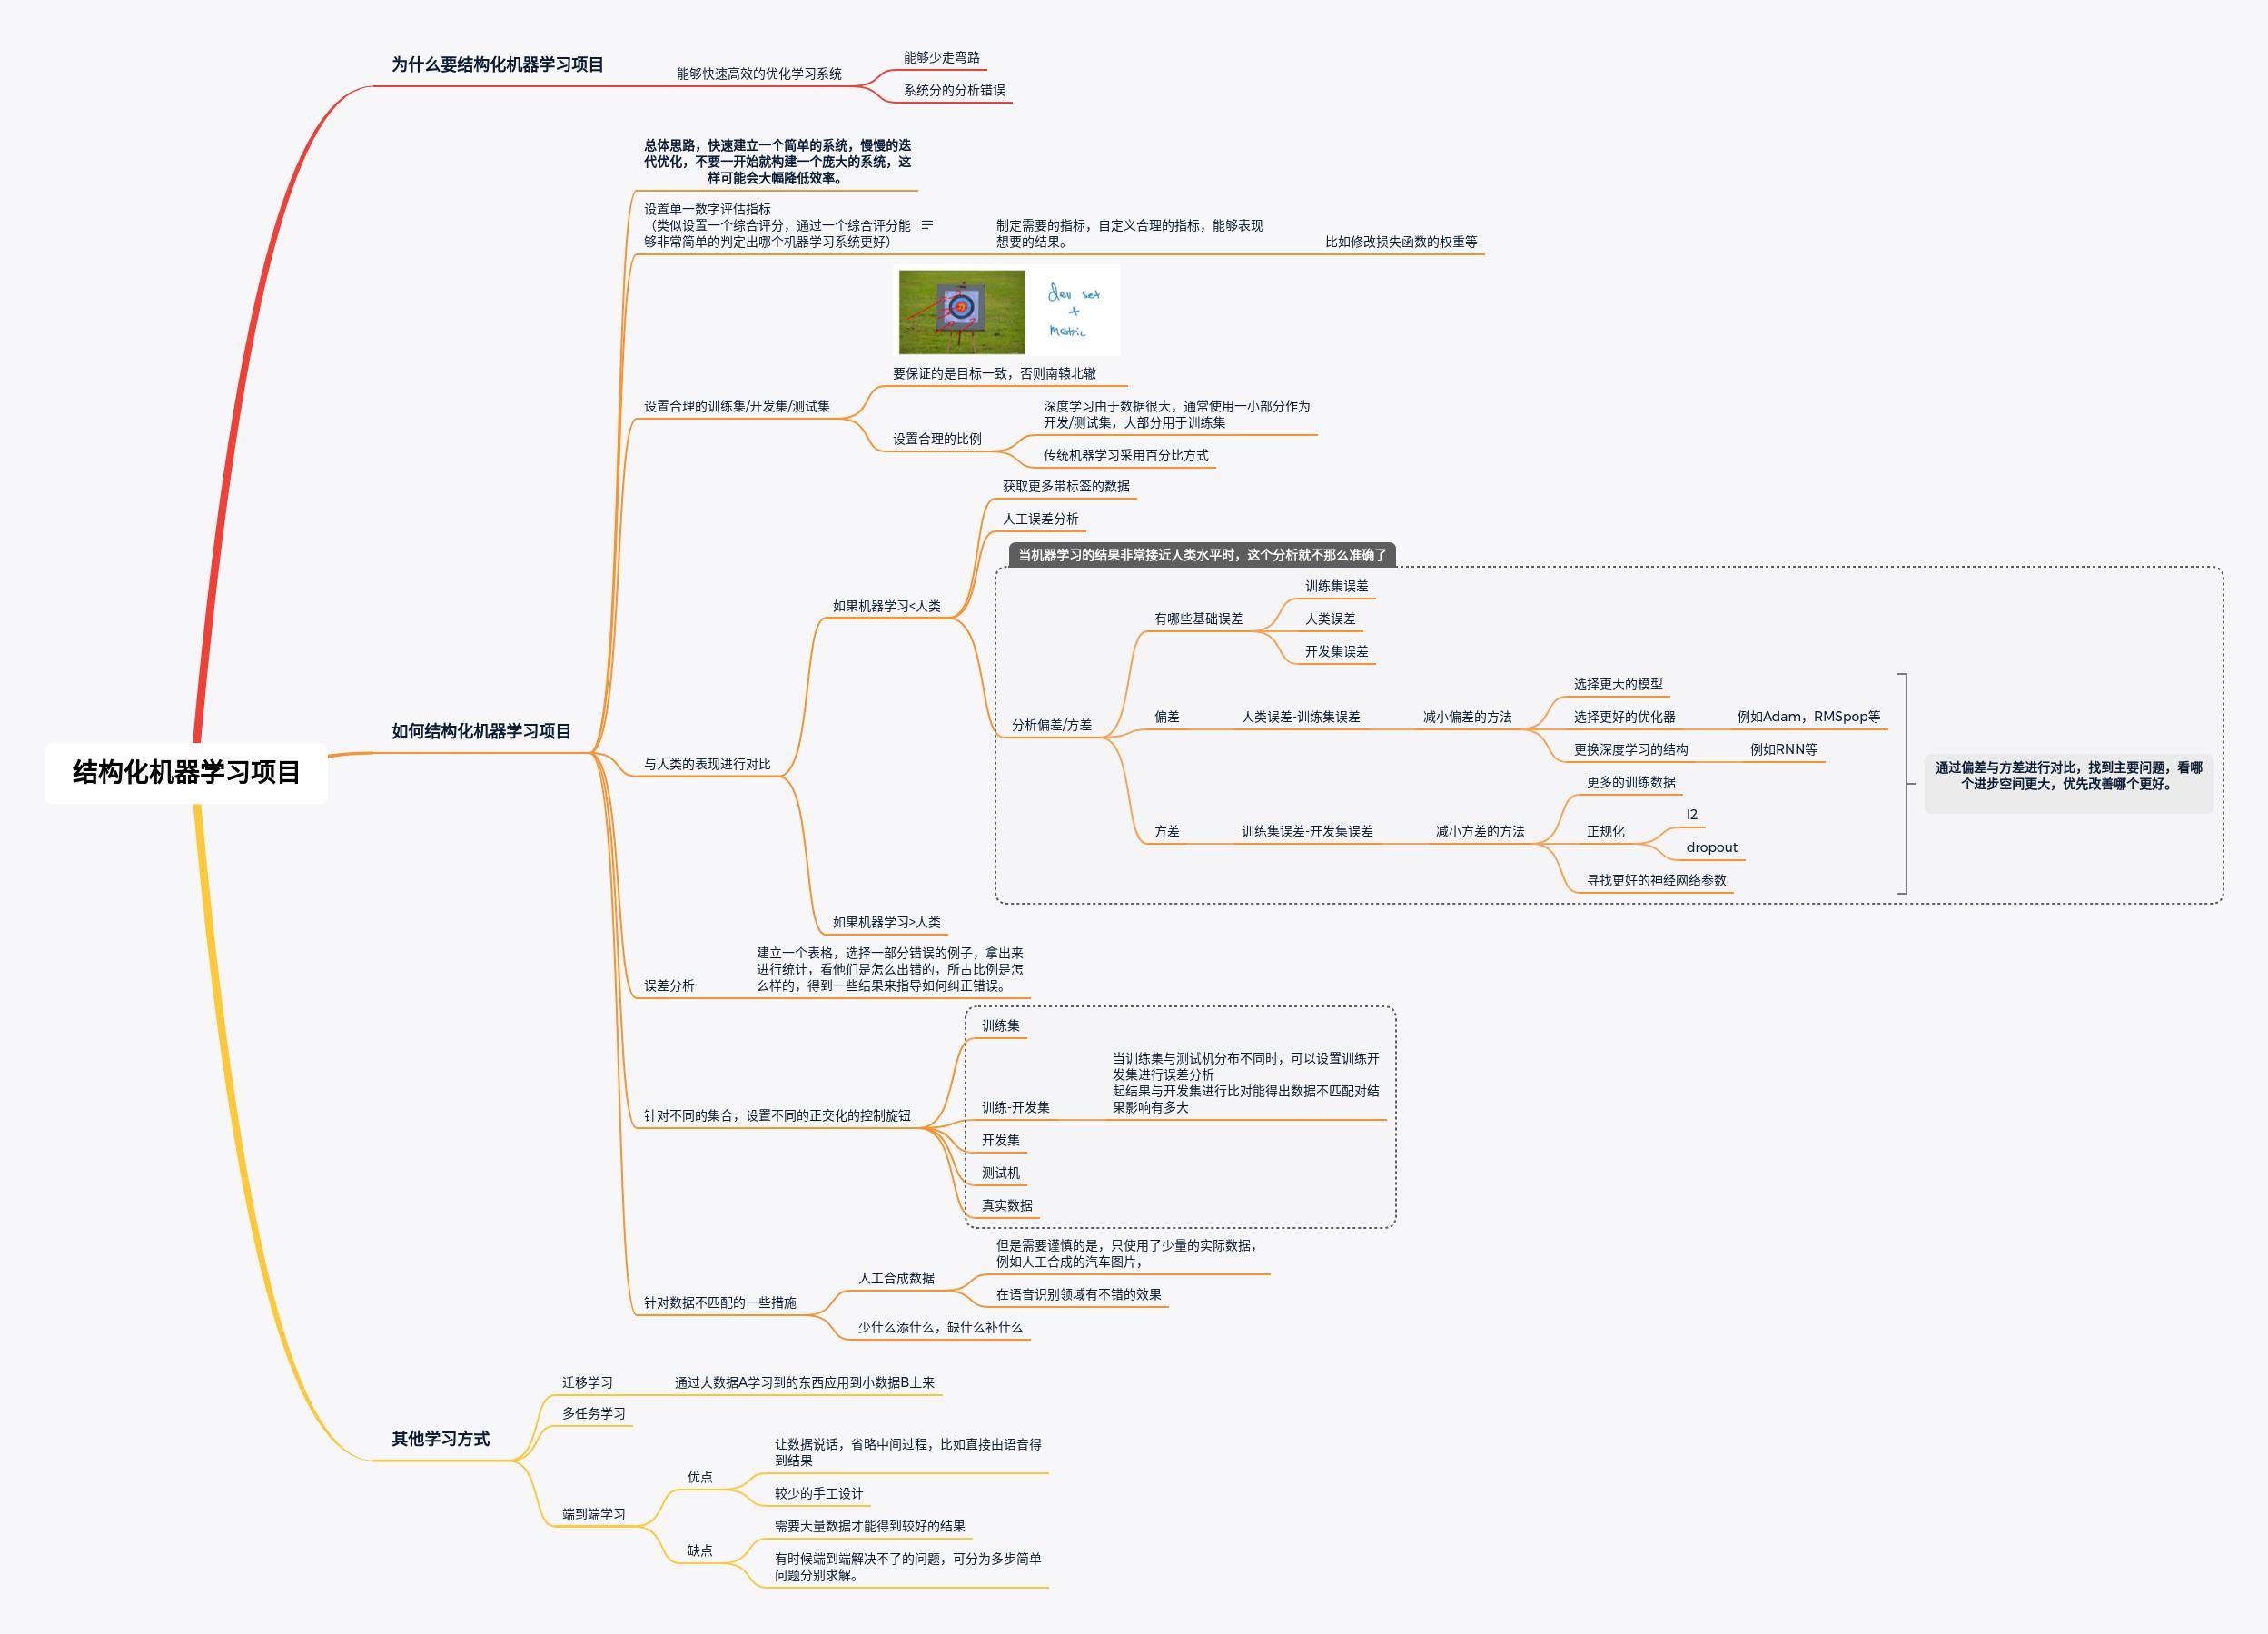 为什么要结构化机器学习项目
能够快速高效的优化学习系统
能够少走弯路
系统分的分析错误
结构化机器学习项目
如何结构化机器学习项目
总体思路，快速建立一个简单的系统，慢慢的迭
代优化，不要一开始就构建一个庞大的系统，这
样可能会大幅降低效率。
设置单一数字评估指标
（类似设置一个综合评分，通过一个综合评分能
够非常简单的判定出哪个机器学习系统更好）
制定需要的指标，自定义合理的指标，能够表现
想要的结果。
比如修改损失函数的权重等
设置合理的训练集/开发集/测试集
dev set
+
Metric
要保证的是目标一致，否则南辕北辙
设置合理的比例
深度学习由于数据很大，通常使用一小部分作为
开发/测试集，大部分用于训练集
传统机器学习采用百分比方式
与人类的表现进行对比
如果机器学习<人类
获取更多带标签的数据
人工误差分析
当机器学习的结果非常接近人类水平时，这个分析就不那么准确了
分析偏差/方差
有哪些基础误差
训练集误差
人类误差
开发集误差
偏差
人类误差-训练集误差
减小偏差的方法
选择更大的模型
选择更好的优化器
例如Adam，RMSpop等
更换深度学习的结构
例如RNN等
方差
训练集误差-开发集误差
减小方差的方法
更多的训练数据
正规化
l2
dropout
寻找更好的神经网络参数
通过偏差与方差进行对比，找到主要问题，看哪
个进步空间更大，优先改善哪个更好。
如果机器学习>人类
误差分析
建立一个表格，选择一部分错误的例子，拿出来
进行统计，看他们是怎么出错的，所占比例是怎
么样的，得到一些结果来指导如何纠正错误。
针对不同的集合，设置不同的正交化的控制旋钮
训练集
训练-开发集
当训练集与测试机分布不同时，可以设置训练开
发集进行误差分析
起结果与开发集进行比对能得出数据不匹配对结
果影响有多大
开发集
测试机
真实数据
针对数据不匹配的一些措施
人工合成数据
但是需要谨慎的是，只使用了少量的实际数据，
例如人工合成的汽车图片，
在语音识别领域有不错的效果
少什么添什么，缺什么补什么
其他学习方式
迁移学习
通过大数据A学习到的东西应用到小数据B上来
多任务学习
端到端学习
优点
让数据说话，省略中间过程，比如直接由语音得
到结果
较少的手工设计
缺点
需要大量数据才能得到较好的结果
有时候端到端解决不了的问题，可分为多步简单
问题分别求解。